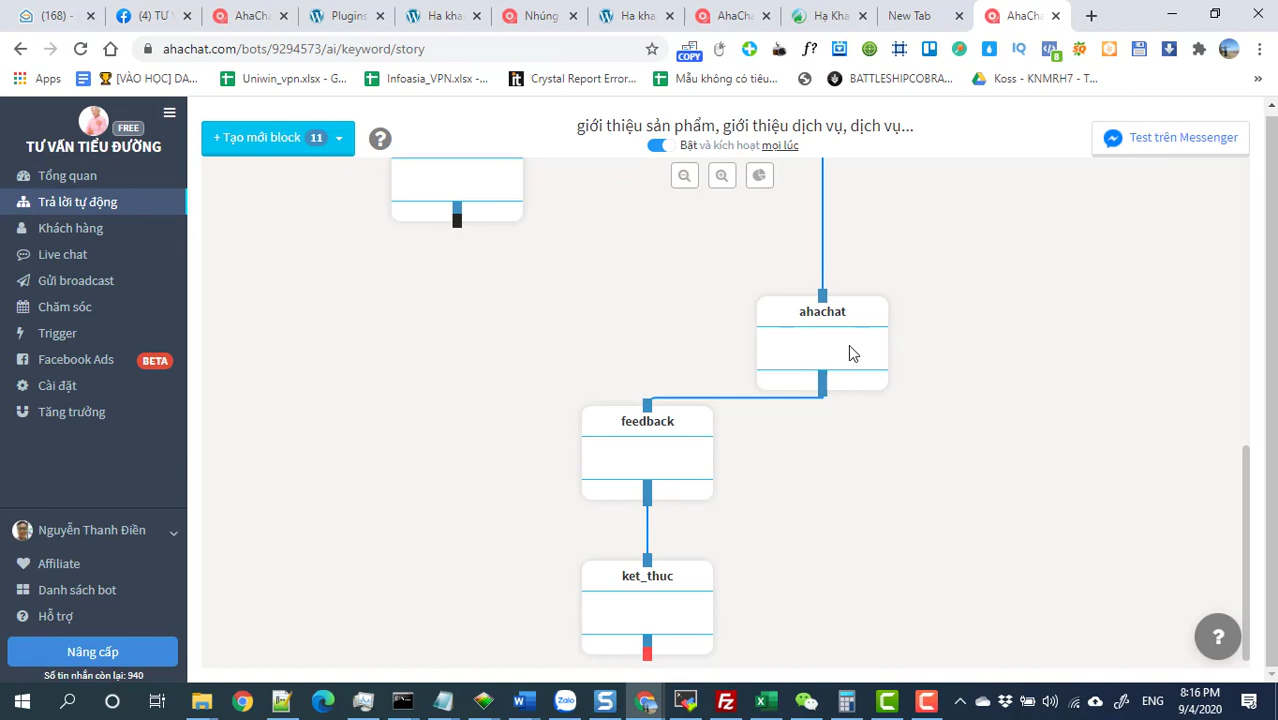 (168) -
(4) TƯ V
AhaChat
Plugins
Ha khan
Nhúng
Ha khan
AhaCha
Hạ Kha
New Tab
AhaCh
ahachat.com/bots/9294573/ai/keyword/story
COPY
f?
IQ
8
Apps
[VÀO HỌC] DA...
Uniwin_vpn.xlsx - G...
Infoasia_VPN.xlsx -...
Crystal Report Error...
Mẫu không có tiêu...
BATTLESHIPCOBRA...
Koss - KNMRH7 - T...
»
FREE
TƯ VẤN TIỂU ĐƯỜNG
Tổng quan
Trả lời tự động
Khách hàng
Live chat
Gửi broadcast
Chăm sóc
Trigger
Facebook Ads BETA
Cài đặt
Tăng trưởng
Nguyễn Thanh Điền
Affiliate
Danh sách bot
Hỗ trợ
Nâng cấp
Số tin nhắn còn lại: 940
+ Tạo mới block 11
?
giới thiệu sản phẩm, giới thiệu dịch vụ, dịch vụ...
Bật và kích hoạt mọi lúc
Test trên Messenger
ahachat
feedback
ket_thuc
?
ENG
8:16 PM
9/4/2020